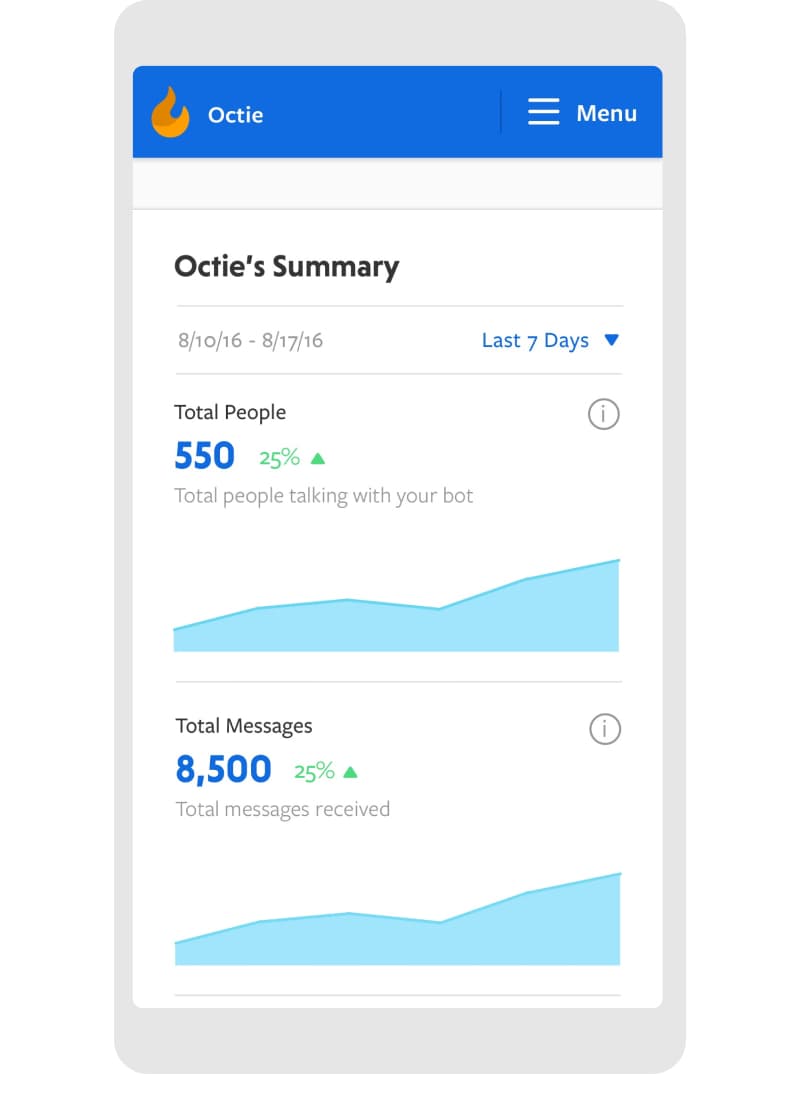 Octie
Menu
Octie's Summary
8/10/16 - 8/17/16
Last 7 Days
Total People
550 25%
Total people talking with your bot
Total Messages
8,500 25%
Total messages received